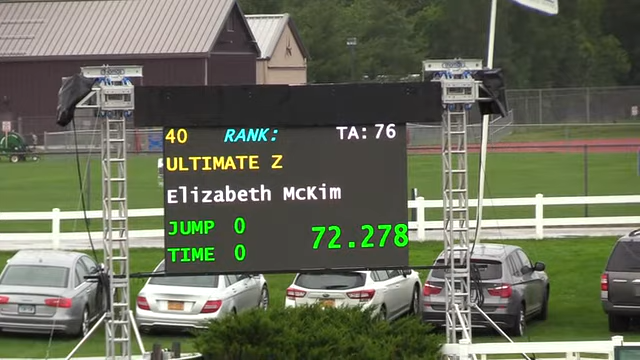 40 RANK: TA: 76
ULTIMATE Z
Elizabeth McKim
JUMP 0
TIME 0
72.278